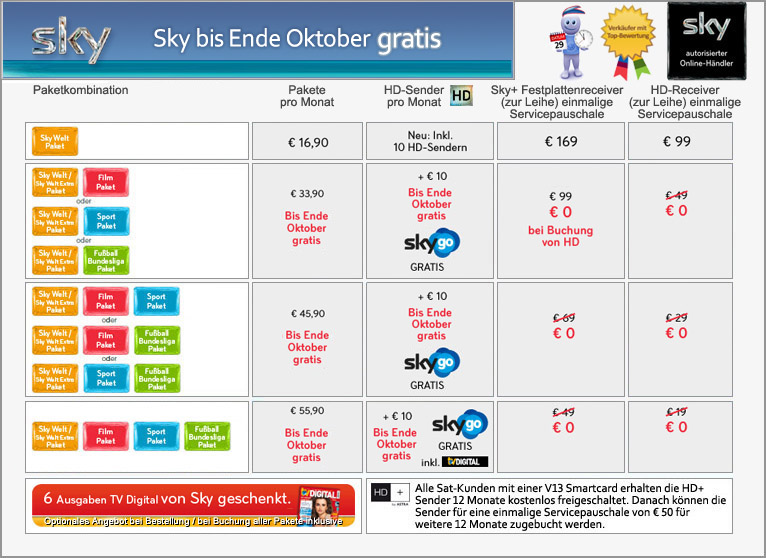 sky
Sky bis Ende Oktober gratis
DATUM
29
NOV
Verkäufer mit
Top-Bewertung
sky
autorisierter
Online-Händler
Paketkombination
Pakete
pro Monat
HD-Sender
pro Monat
HD
Sky+ Festplattenreceiver
(zur Leihe) einmalige
Servicepauschale
HD-Receiver
(zur Leihe) einmalige
Servicepauschale
Sky Welt
Paket
€ 16,90
Neu: Inkl.
10 HD-Sendern
€ 169
€ 99
Sky Welt /
Sky Welt Extra
Paket
Film
Paket
oder
Sky Welt /
Sky Welt Extra
Paket
Sport
Paket
oder
Sky Welt /
Sky Welt Extra
Paket
Fußball
Bundesliga
Paket
€ 33,90
Bis Ende
Oktober
gratis
+ € 10
Bis Ende
Oktober
gratis
sky go
GRATIS
€ 99
€ 0
bei Buchung
von HD
€ 49
€ 0
Sky Welt /
Sky Welt Extra
Paket
Film
Paket
Sport
Paket
oder
Sky Welt /
Sky Welt Extra
Paket
Film
Paket
Fußball
Bundesliga
Paket
oder
Sky Welt /
Sky Welt Extra
Paket
Sport
Paket
Fußball
Bundesliga
Paket
€ 45,90
Bis Ende
Oktober
gratis
+ € 10
Bis Ende
Oktober
gratis
sky go
GRATIS
€ 69
€ 0
€ 29
€ 0
Sky Welt /
Sky Welt Extra
Paket
Film
Paket
Sport
Paket
Fußball
Bundesliga
Paket
€ 55,90
Bis Ende
Oktober
gratis
+ € 10
Bis Ende
Oktober
gratis
sky go
GRATIS
inkl. TV DIGITAL
€ 49
€ 0
€ 19
€ 0
6 Ausgaben TV Digital von Sky geschenkt.
TV DIGITAL
Optionales Angebot bei Bestellung / bei Buchung aller Pakete inklusive
HD +
by ASTRA
Alle Sat-Kunden mit einer V13 Smartcard erhalten die HD+
Sender 12 Monate kostenlos freigeschaltet. Danach können die
Sender für eine einmalige Servicepauschale von € 50 für
weitere 12 Monate zugebucht werden.